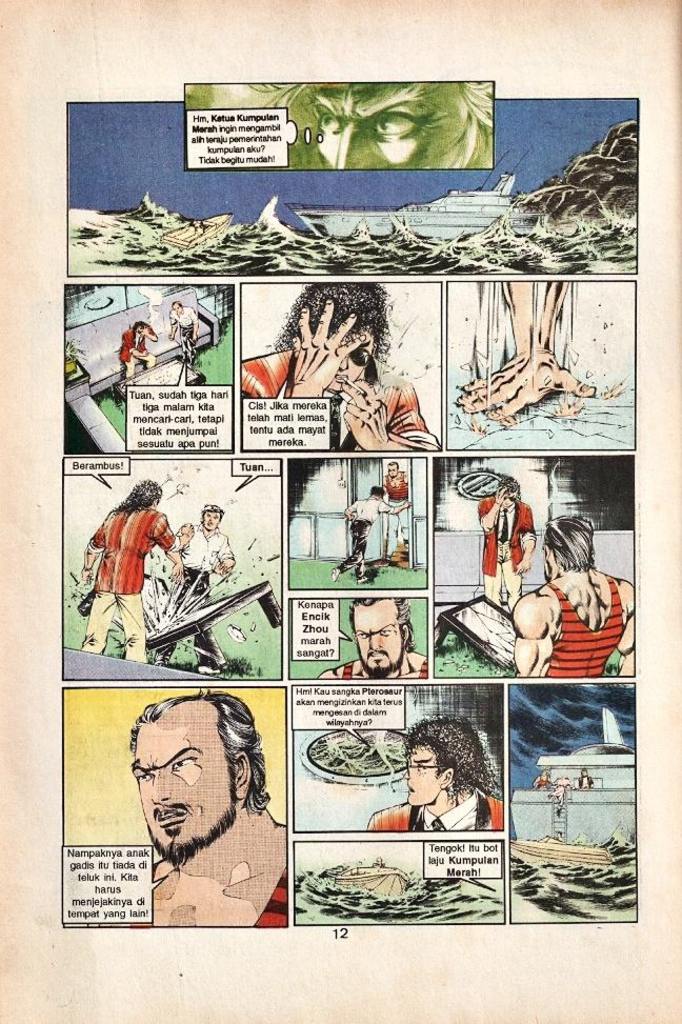 Hm, Ketua Kumpulan
Merah ingin mengambil
alih teraju pemerintahan
kumpulan aku?
Tidak begitu mudah!
Tuan, sudah tiga hari
tiga malam kita
mencari-cari, tetapi
tidak menjumpai
sesuatu apa pun!
Cis! Jika mereka
telah mati lemas,
tentu ada mayat
mereka.
Berambus!
Tuan...
Kenapa
Encik
Zhou
marah
sangat?
Nampaknya anak
gadis itu tiada di
teluk ini. Kita
harus
menjejakinya di
tempat yang lain!
Hm! Kau sangka Pterosaur
akan mengizinkan kita terus
mengesan di dalam
wilayahnya?
Tengok! Itu bot
laju Kumpulan
Merah!
12